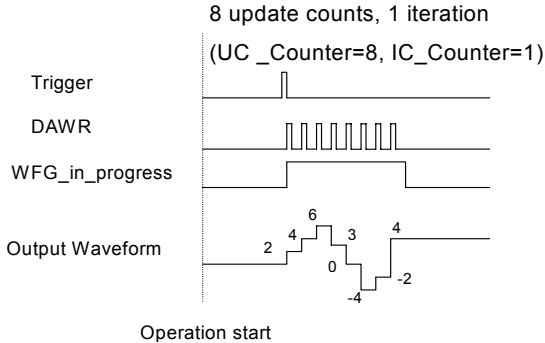 8 update counts, 1 iteration
(UC _Counter=8, IC_Counter=1)
Trigger
DAWR
WFG_in_progress
Output Waveform
2
4
6
0
3
-4
-2
4
Operation start